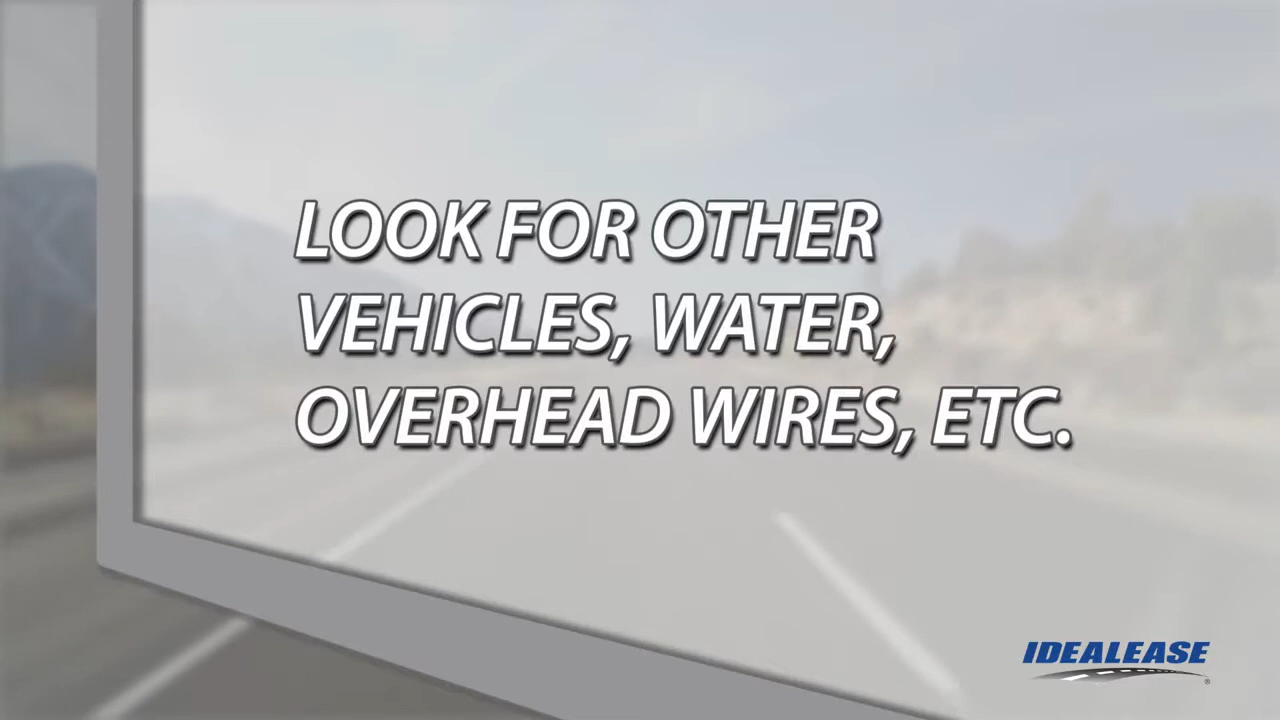 LOOK FOR OTHER
VEHICLES, WATER,
OVERHEAD WIRES, ETC.
IDEALEASE
®